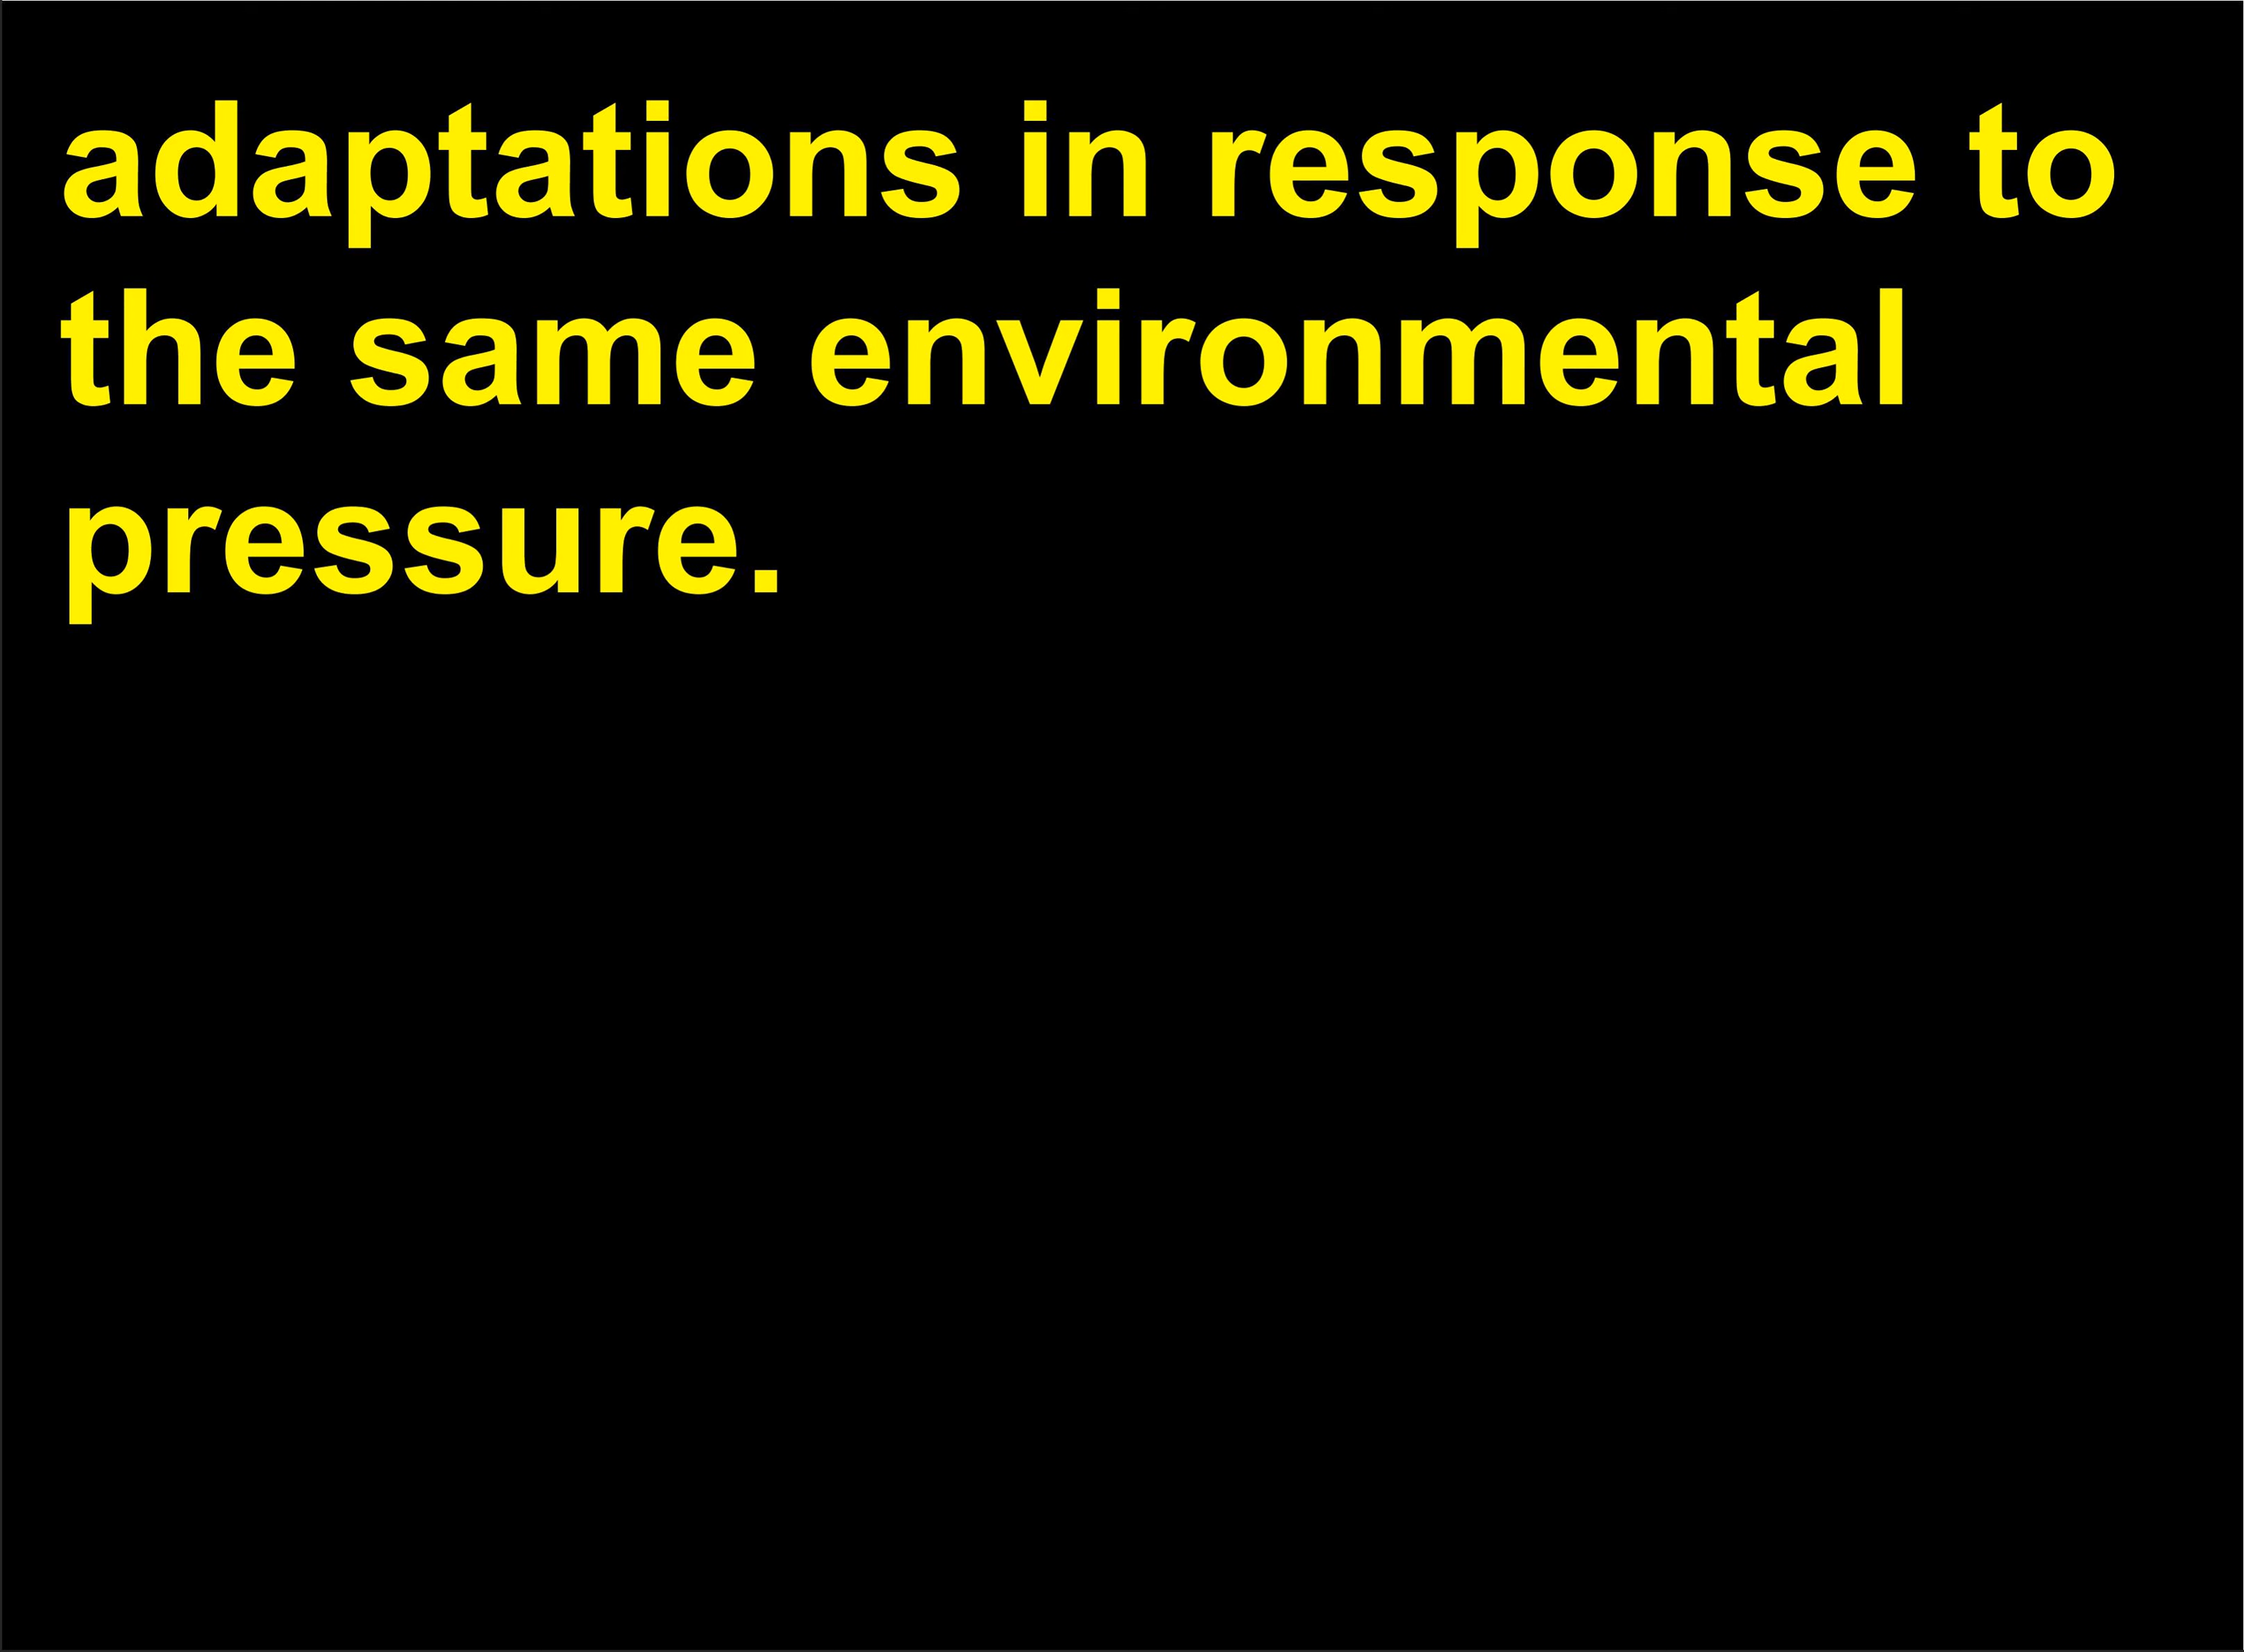 adaptations in response to
the same environmental
pressure.